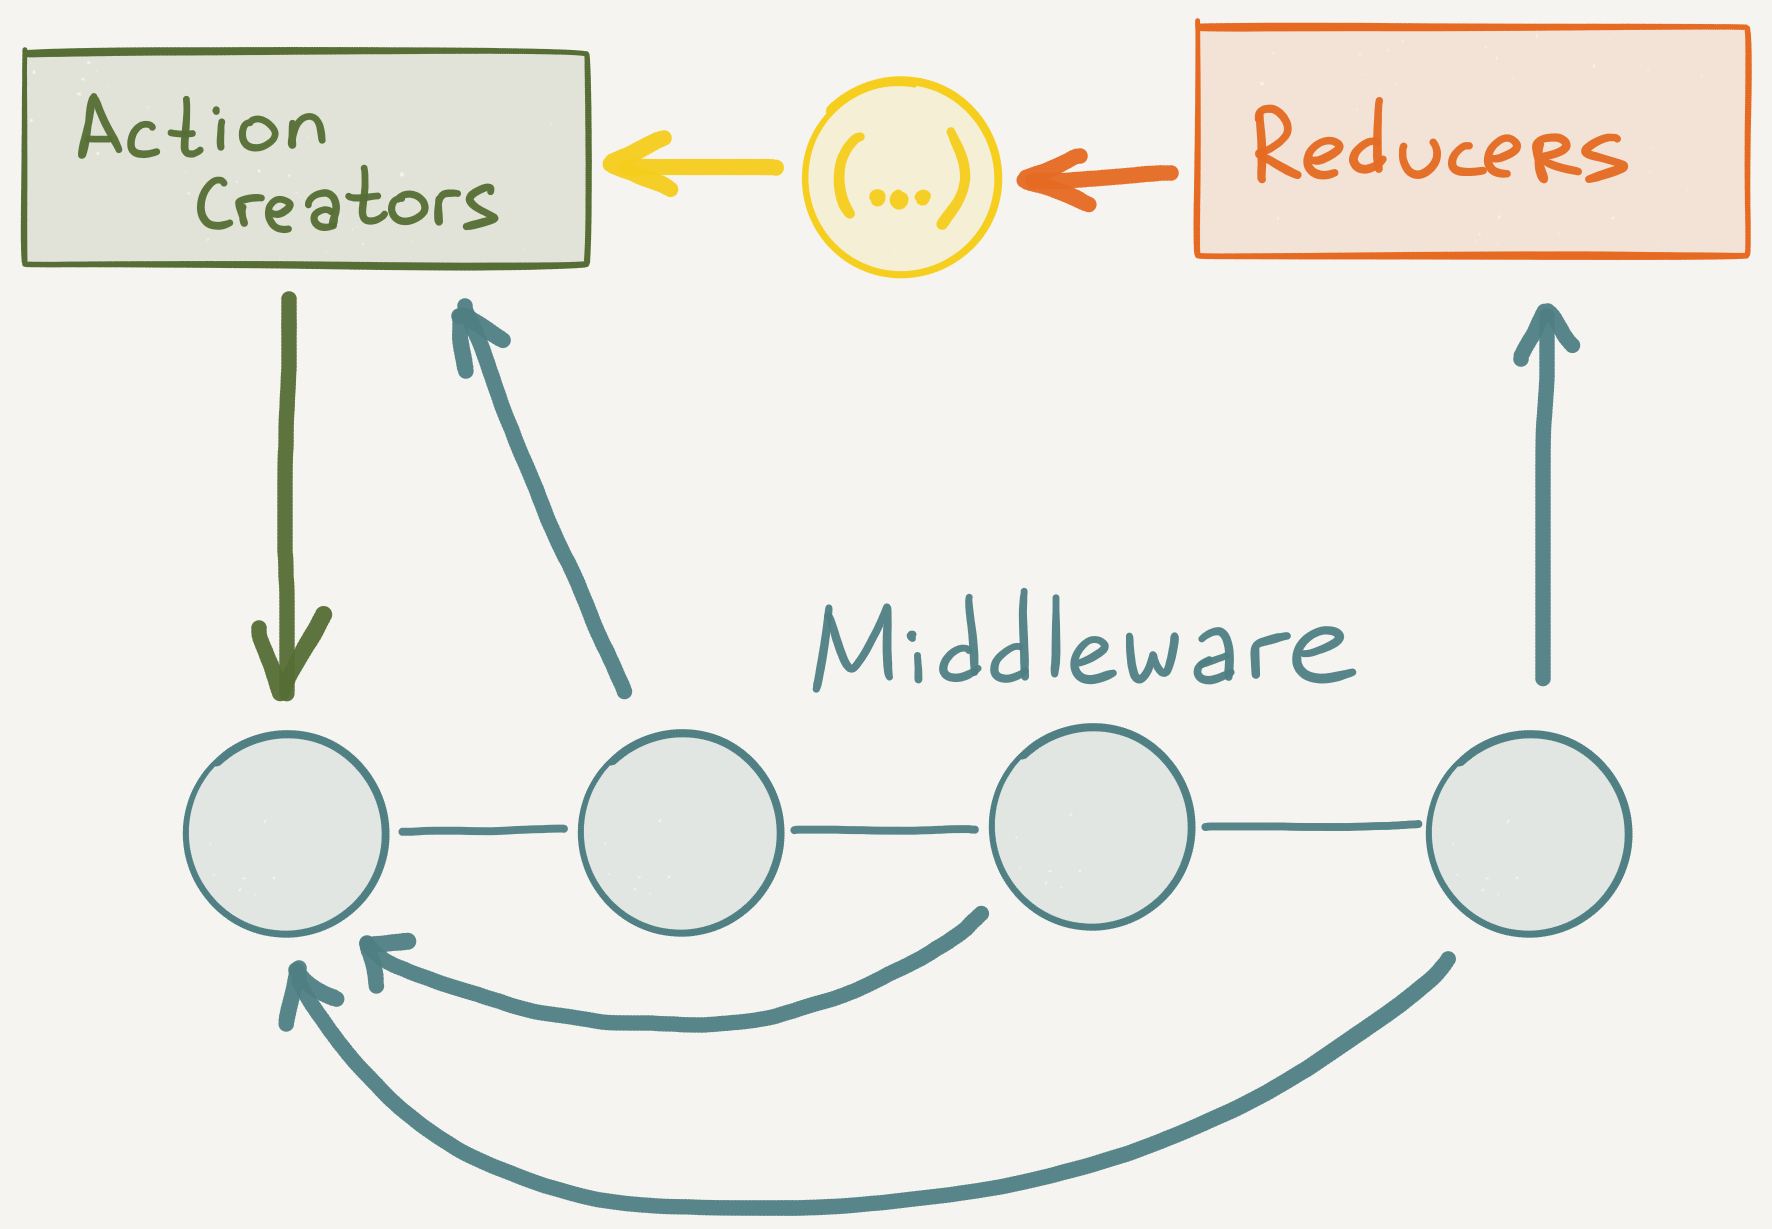 Action
Creators
(...)
Reducers
Middleware